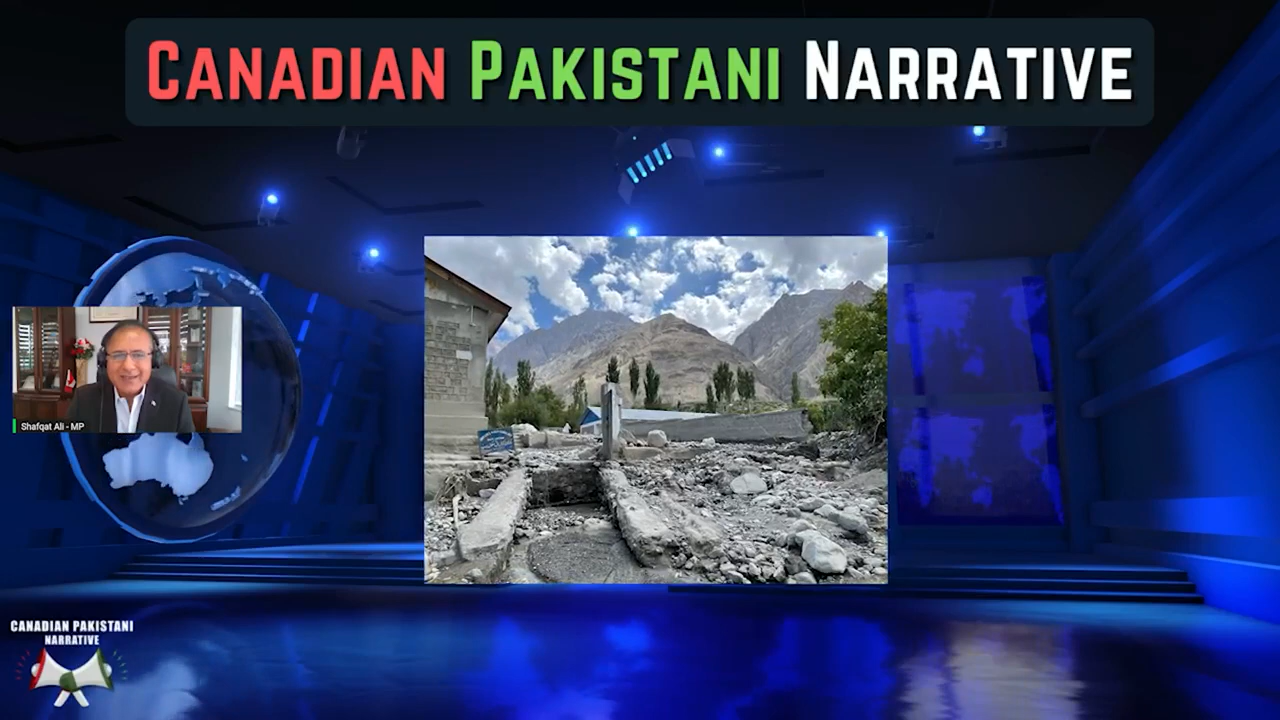 CANADIAN PAKISTANI NARRATIVE
Shafqat Ali - MP
CANADIAN PAKISTANI
NARRATIVE